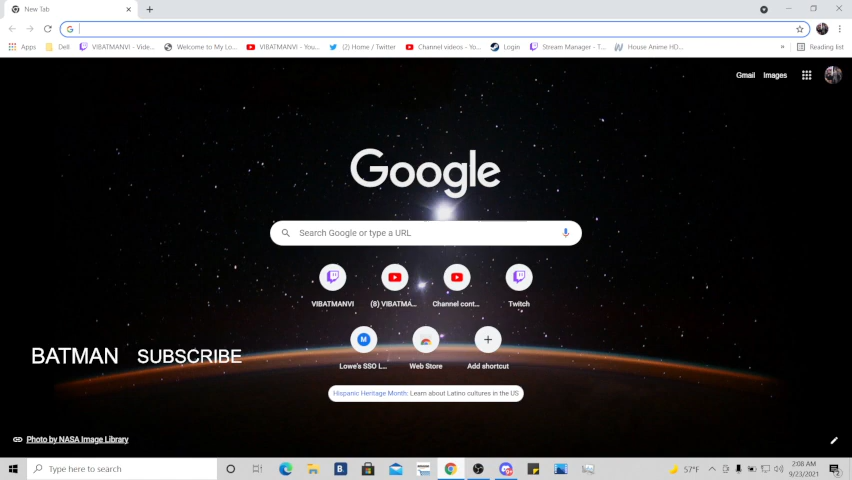 New Tab
Apps Dell VIBATMANVI - Vide... Welcome to My Lo... VIBATMANVI - You... (2) Home / Twitter Channel videos - Yo... Login Stream Manager - T... House Anime HD... » Reading list
Gmail Images
Google
Search Google or type a URL
VIBATMANVI (8) VIBATMA... Channel cont... Twitch
Lowe's SSO L... Web Store Add shortcut
BATMAN SUBSCRIBE
Hispanic Heritage Month: Learn about Latino cultures in the US
Photo by NASA Image Library
Type here to search 57°F 2:08 AM
9/23/2021